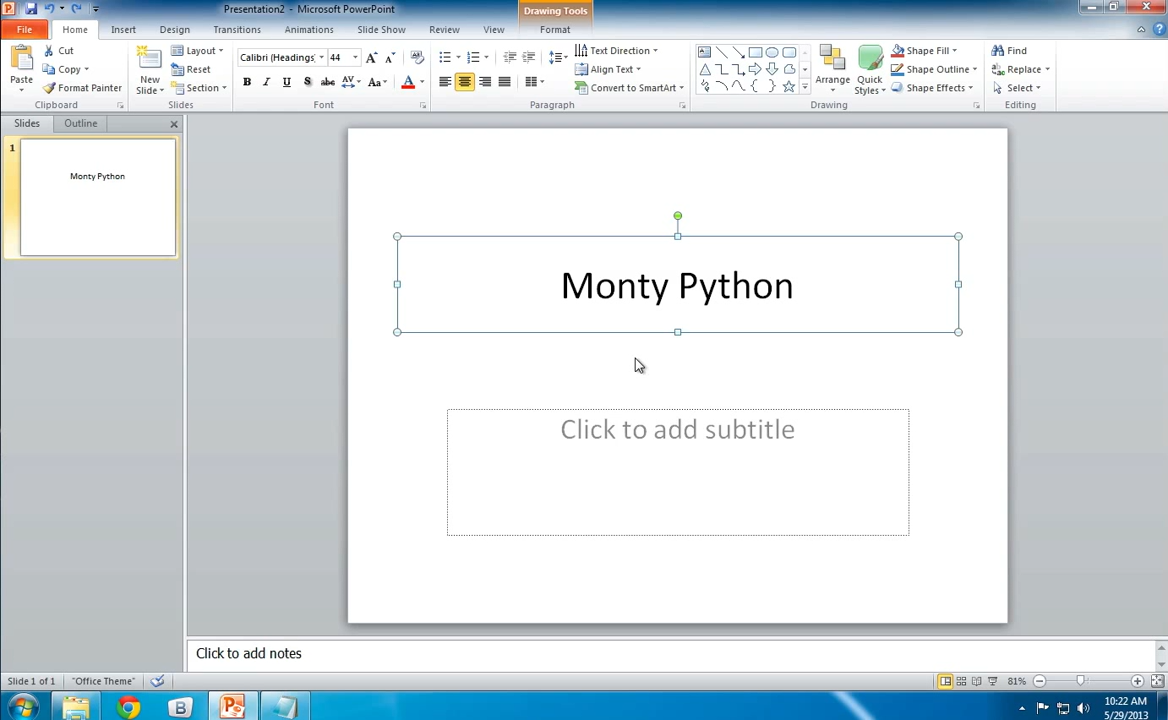 Presentation2 - Microsoft PowerPoint
Drawing Tools
File Home Insert Design Transitions Animations Slide Show Review View Format
Paste
Cut
Copy
Format Painter
Clipboard
New Slide
Layout
Reset
Section
Slides
Calibri (Headings) 44
B I U S abc AV Aa A
Font
Text Direction
Align Text
Convert to SmartArt
Paragraph
Arrange
Quick Styles
Shape Fill
Shape Outline
Shape Effects
Drawing
Find
Replace
Select
Editing
Slides Outline
1
Monty Python
Monty Python
Click to add subtitle
Click to add notes
Slide 1 of 1 "Office Theme" 81%
10:22 AM
5/29/2013